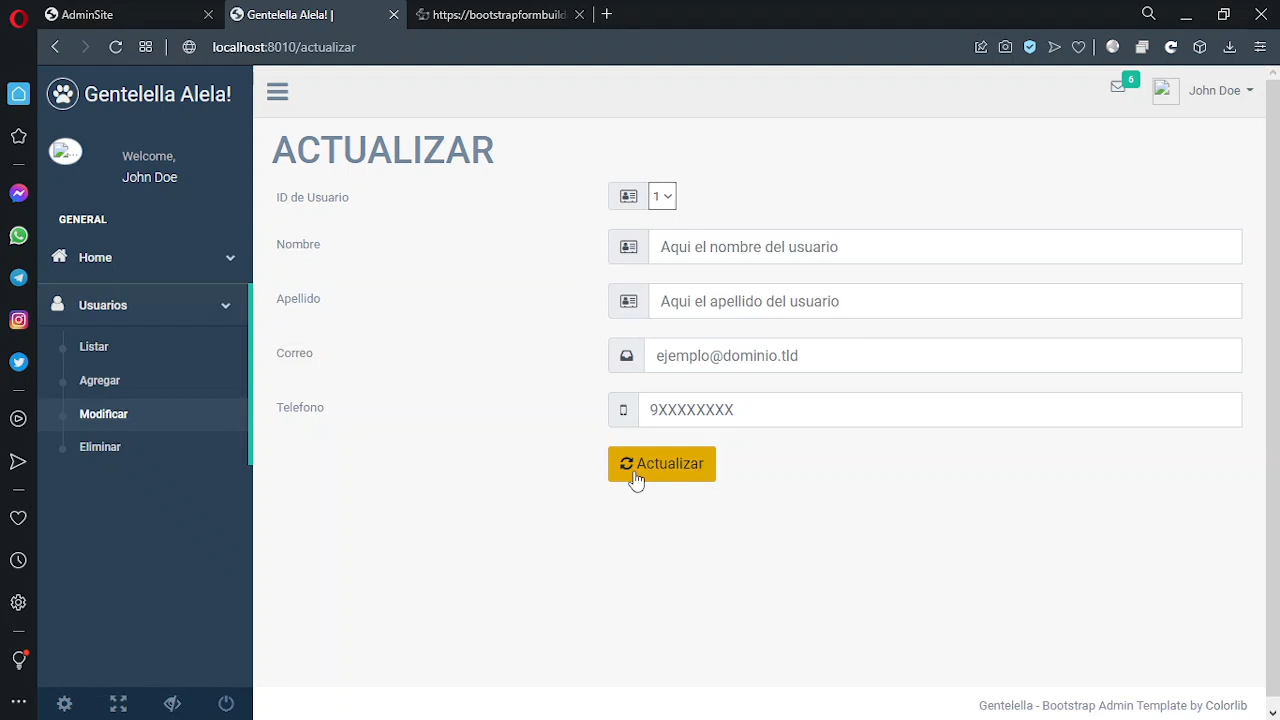 AdminSite
Gentelella Alela! |
https://bootstrapformbuild
localhost:8010/actualizar
Gentelella Alela!
6
John Doe
Welcome,
John Doe
GENERAL
Home
Usuarios
Listar
Agregar
Modificar
Eliminar
ACTUALIZAR
ID de Usuario
1
Nombre
Aqui el nombre del usuario
Apellido
Aqui el apellido del usuario
Correo
ejemplo@dominio.tld
Telefono
9XXXXXXXX
Actualizar
Gentelella - Bootstrap Admin Template by Colorlib